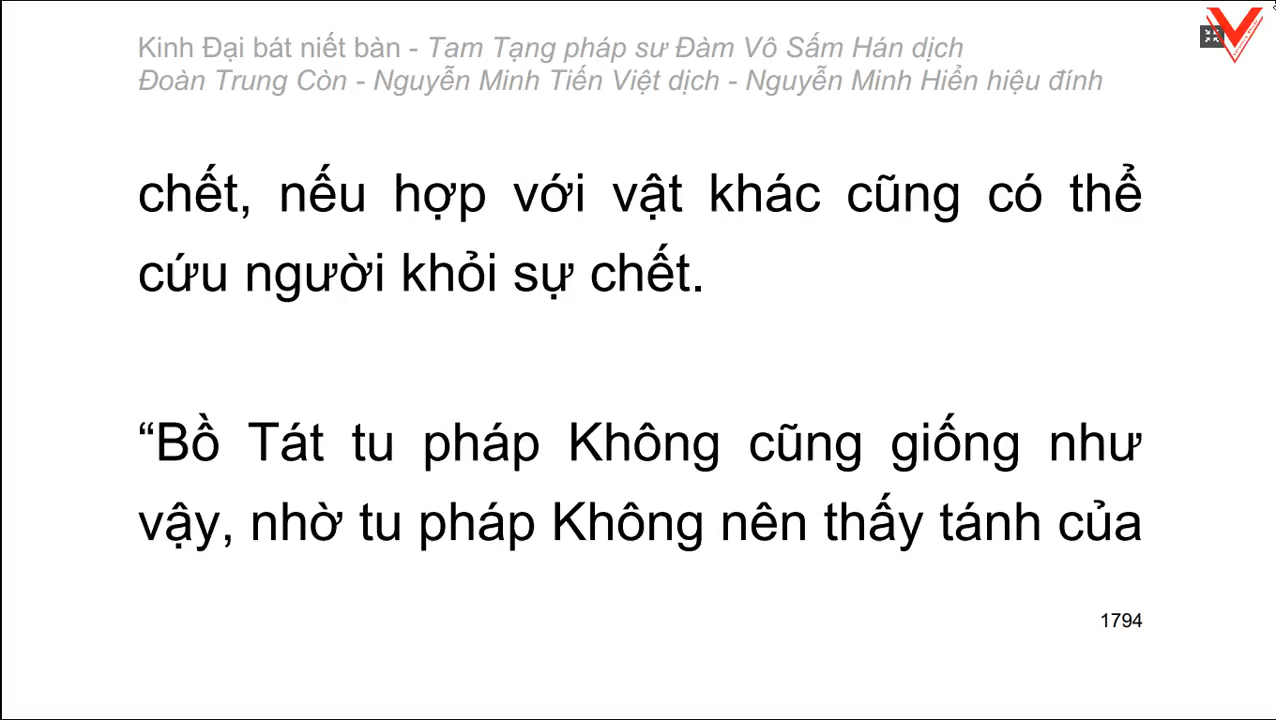 Kinh Đại bát niết bàn - Tam Tạng pháp sư Đàm Vô Sấm Hán dịch
Đoàn Trung Còn - Nguyễn Minh Tiến Việt dịch - Nguyễn Minh Hiển hiệu đính
chết, nếu hợp với vật khác cũng có thể
cứu người khỏi sự chết.
“Bồ Tát tu pháp Không cũng giống như
vậy, nhờ tu pháp Không nên thấy tánh của
1794